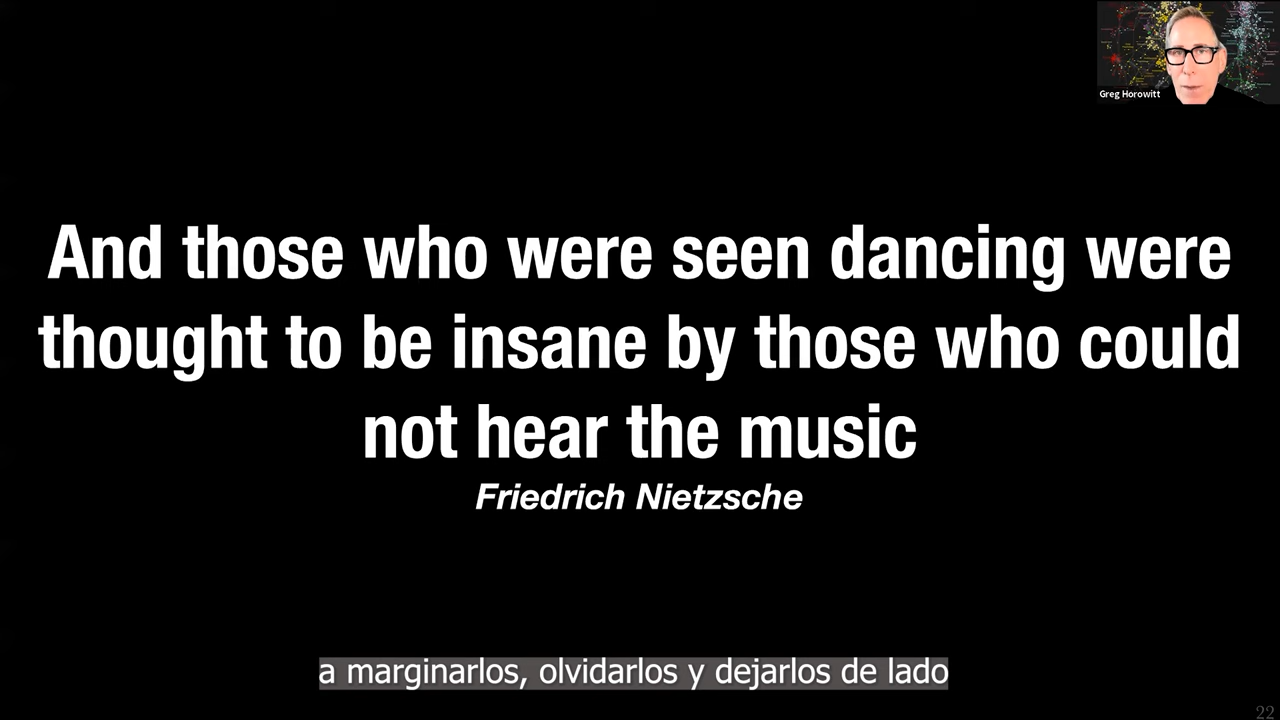 Greg Horowitt
And those who were seen dancing were
thought to be insane by those who could
not hear the music
Friedrich Nietzsche
a marginarlos, olvidarlos y dejarlos de lado
22